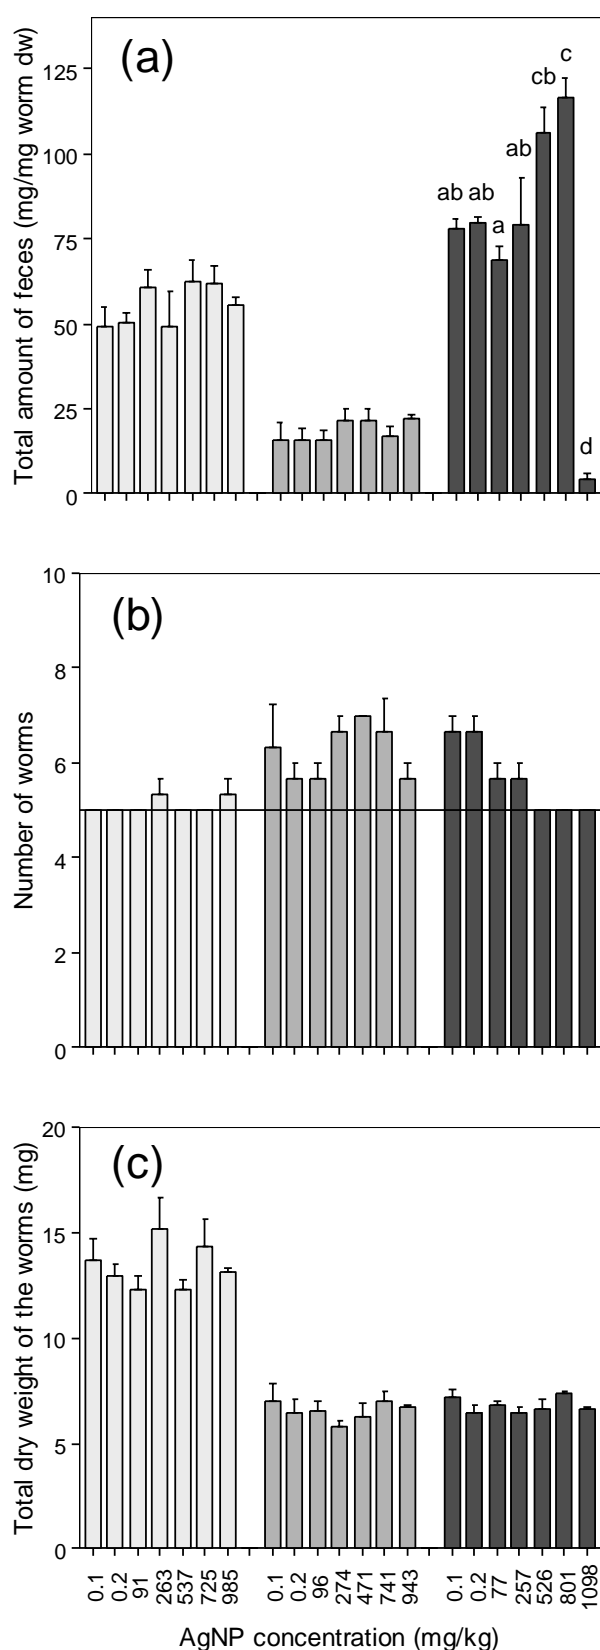 (a)
Total amount of feces (mg/mg worm dw)
125
100
75
50
25
0
ab ab a ab cb c d
(b)
Number of worms
10
8
6
4
2
0
(c)
Total dry weight of the worms (mg)
20
15
10
5
0
0.1 0.2 91 263 537 725 985 0.1 0.2 96 274 471 741 943 0.1 0.2 77 257 526 801 1098
AgNP concentration (mg/kg)